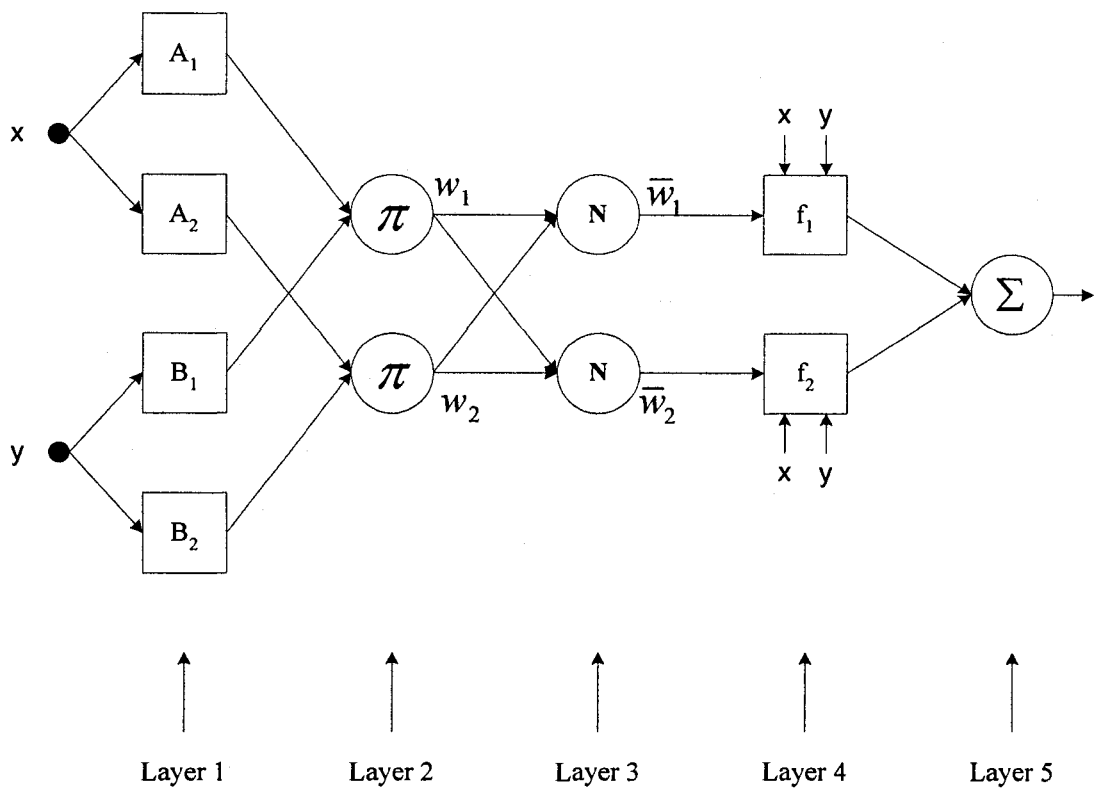 A₁
x
x y
A₂
π
w₁
N
w̅₁
f₁
Σ
B₁
π
w₂
N
w̅₂
f₂
y
x y
B₂
Layer 1 Layer 2 Layer 3 Layer 4 Layer 5